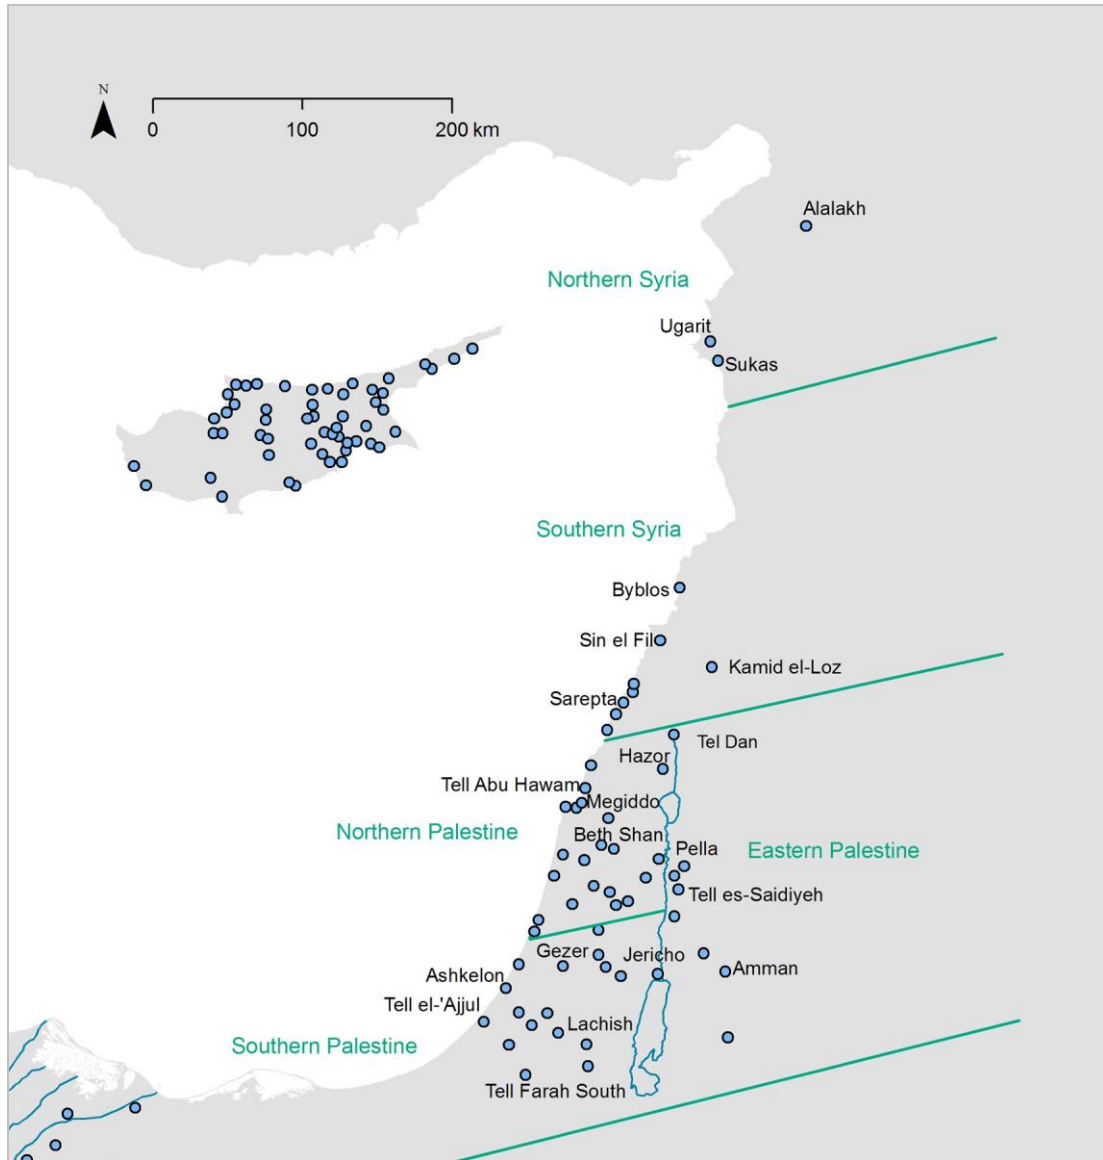 N
0 100 200 km
Alalakh
Northern Syria
Ugarit
Sukas
Southern Syria
Byblos
Sin el Fil
Kamid el-Loz
Sarepta
Tel Dan
Hazor
Tell Abu Hawam
Megiddo
Northern Palestine
Beth Shan
Pella
Eastern Palestine
Tell es-Saidiyeh
Gezer
Jericho
Ashkelon
Amman
Tell el-'Ajjul
Lachish
Southern Palestine
Tell Farah South